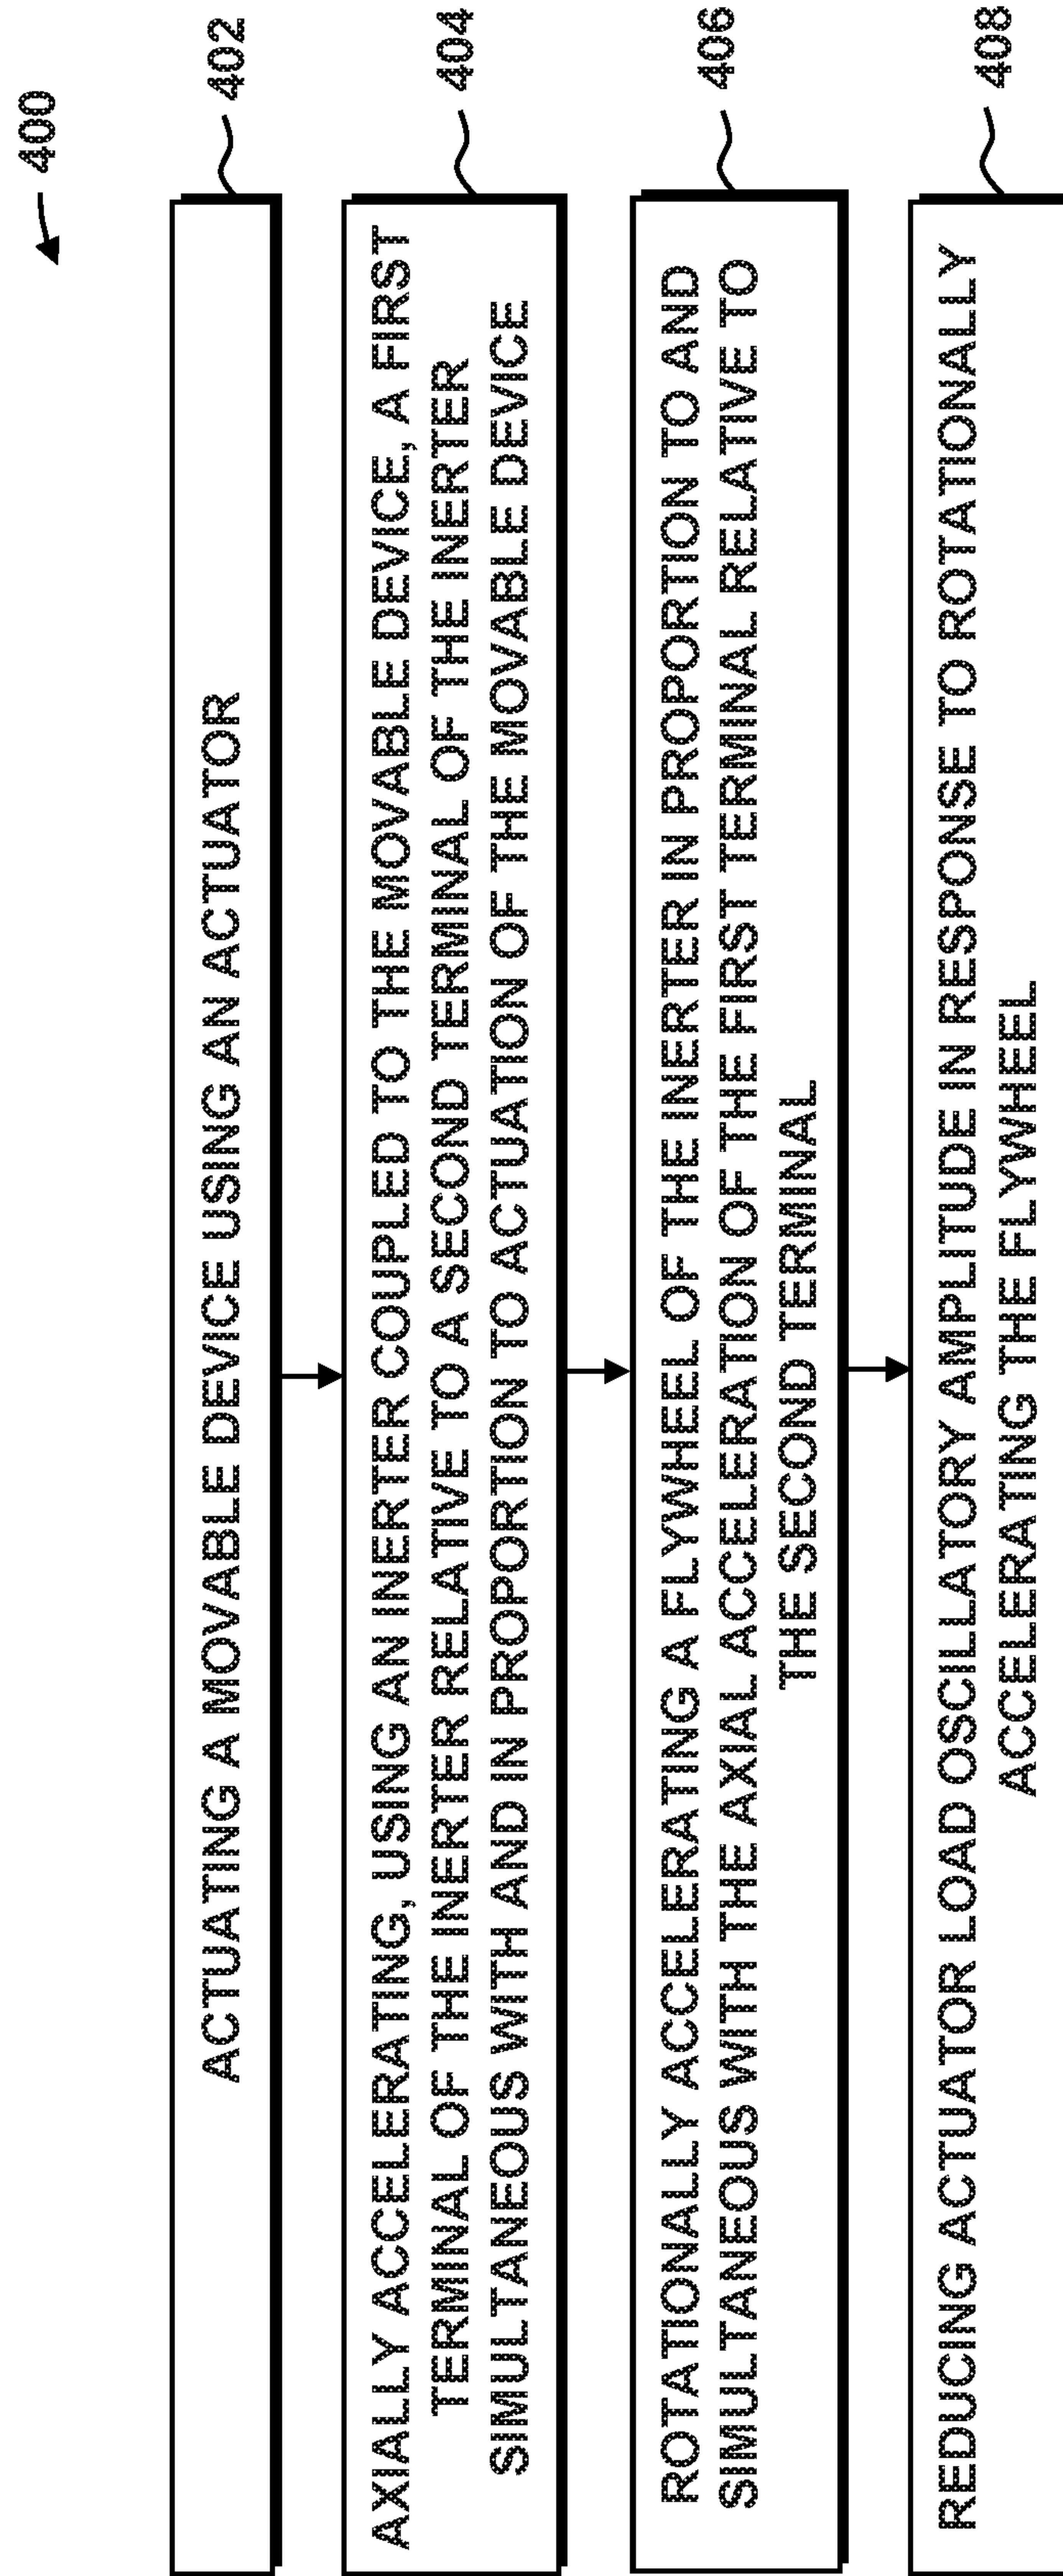 400
ACTUATING A MOVABLE DEVICE USING AN ACTUATOR
402
AXIALLY ACCELERATING, USING AN INERTER COUPLED TO THE MOVABLE DEVICE, A FIRST
TERMINAL OF THE INERTER RELATIVE TO A SECOND TERMINAL OF THE INERTER
SIMULTANEOUS WITH AND IN PROPORTION TO ACTUATION OF THE MOVABLE DEVICE
404
ROTATIONALLY ACCELERATING A FLYWHEEL OF THE INERTER IN PROPORTION TO AND
SIMULTANEOUS WITH THE AXIAL ACCELERATION OF THE FIRST TERMINAL RELATIVE TO
THE SECOND TERMINAL
406
REDUCING ACTUATOR LOAD OSCILLATORY AMPLITUDE IN RESPONSE TO ROTATIONALLY
ACCELERATING THE FLYWHEEL
408